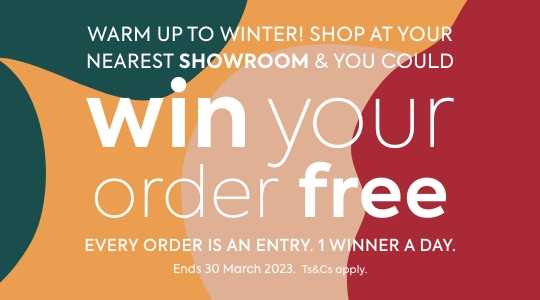 WARM UP TO WINTER! SHOP AT YOUR
NEAREST SHOWROOM & YOU COULD
win your
order free
EVERY ORDER IS AN ENTRY. 1 WINNER A DAY.
Ends 30 March 2023. Ts&Cs apply.